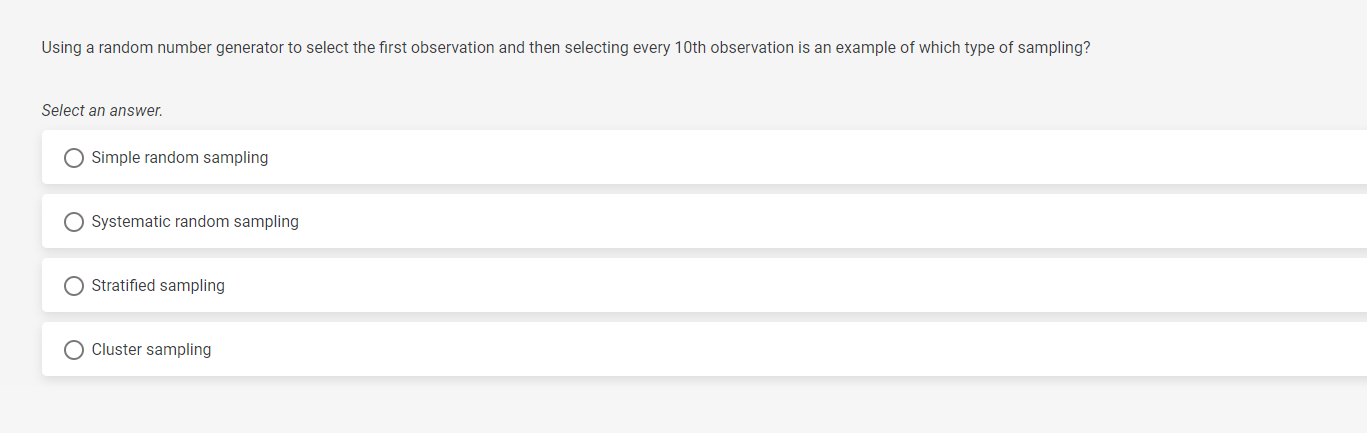 Using a random number generator to select the first observation and then selecting every 10th observation is an example of which type of sampling?
Select an answer.
Simple random sampling
Systematic random sampling
Stratified sampling
Cluster sampling